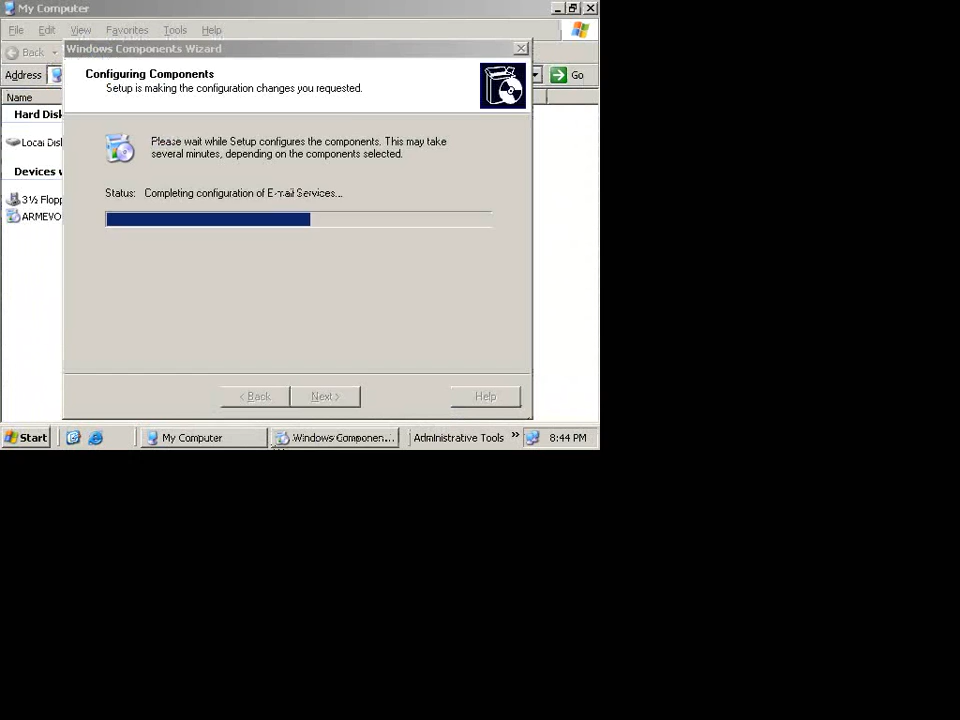 My Computer
File Edit View Favorites Tools Help
Back
Windows Components Wizard
Address
Go
Configuring Components
Setup is making the configuration changes you requested.
Name
Hard Disk
Local Disk
Please wait while Setup configures the components. This may take
several minutes, depending on the components selected.
Devices w
Status: Completing configuration of E-mail Services...
3½ Flopp
ARMEVO
< Back Next > Help
Start My Computer Windows Componen... Administrative Tools » 8:44 PM